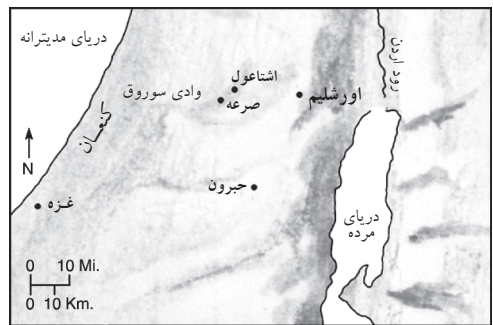 دریای مدیترانه
رود اردن
اشتاعول
وادی سوروق
صرعه
اورشلیم
کنعان
N
حبرون
غزه
دریای
مرده
0 10 Mi.
0 10 Km.